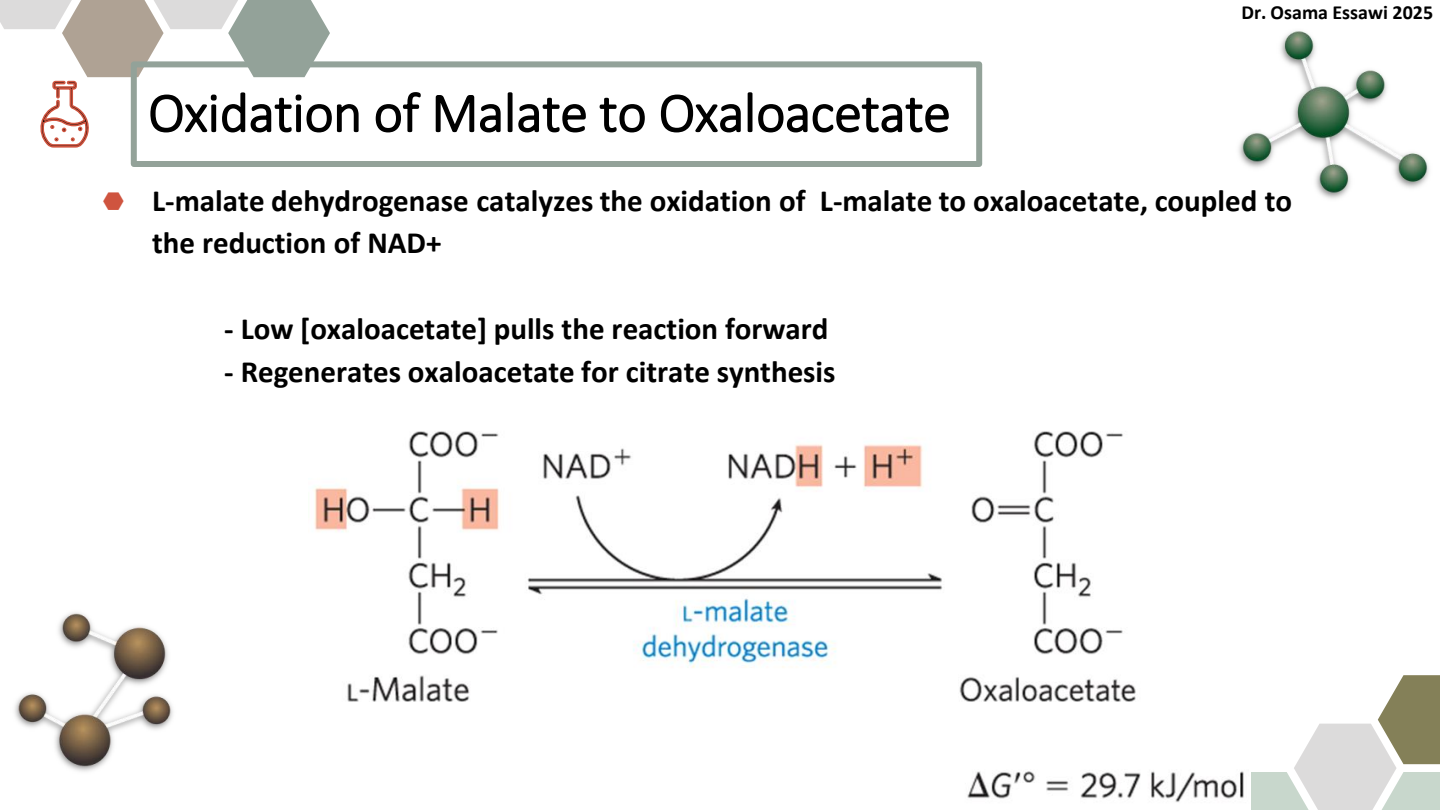 Dr. Osama Essawi 2025
Oxidation of Malate to Oxaloacetate
L-malate dehydrogenase catalyzes the oxidation of L-malate to oxaloacetate, coupled to
the reduction of NAD+
- Low [oxaloacetate] pulls the reaction forward
- Regenerates oxaloacetate for citrate synthesis
COO⁻
HO—C—H
CH₂
COO⁻
L-Malate
NAD⁺
NADH + H⁺
L-malate
dehydrogenase
COO⁻
O=C
CH₂
COO⁻
Oxaloacetate
ΔG′° = 29.7 kJ/mol